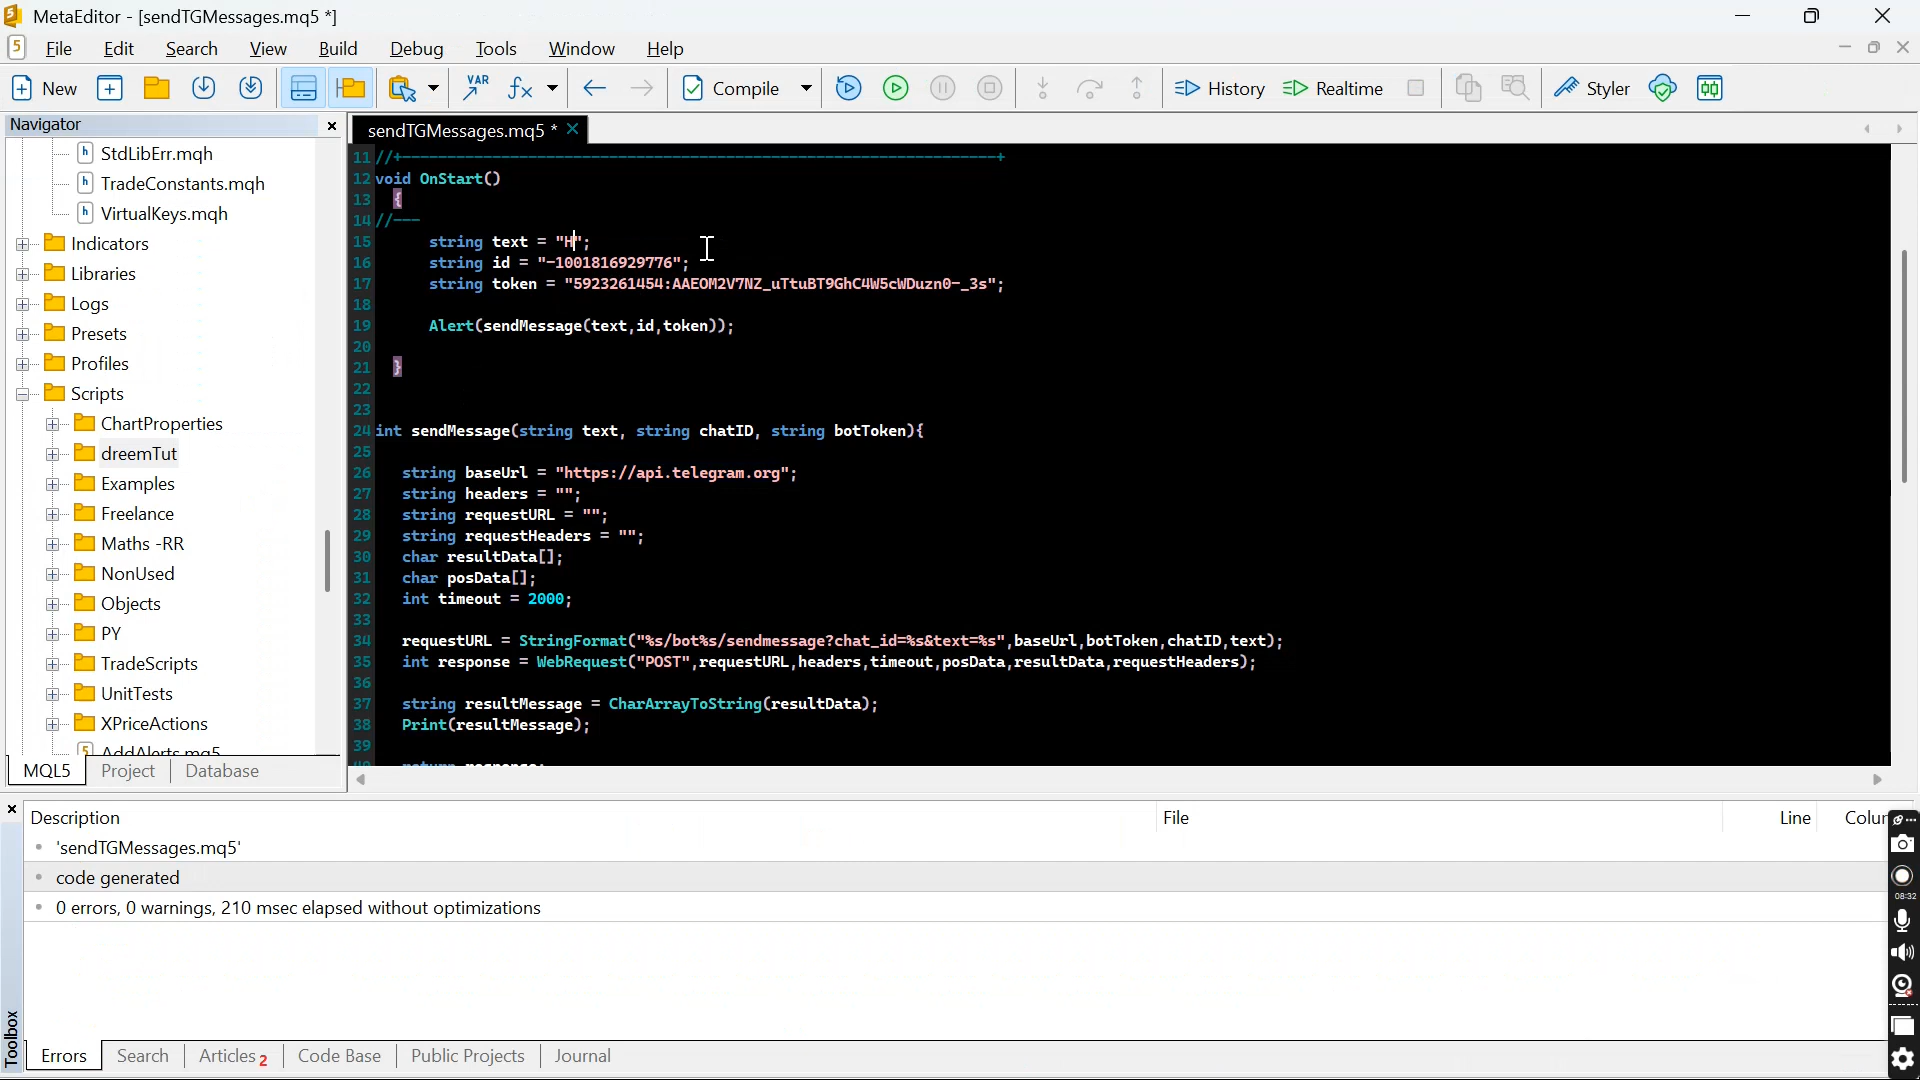 MetaEditor - [sendTGMessages.mq5 *]
File Edit Search View Build Debug Tools Window Help
New VAR Compile History Realtime Styler
Navigator
sendTGMessages.mq5 *
StdLibErr.mqh
TradeConstants.mqh
VirtualKeys.mqh
Indicators
Libraries
Logs
Presets
Profiles
Scripts
ChartProperties
dreemTut
Examples
Freelance
Maths -RR
NonUsed
Objects
PY
TradeScripts
UnitTests
XPriceActions
AddAlerts.mq5
MQL5 Project Database
11 //+------------------------------------------------------------------+
12 void OnStart()
13 {
14 //---
15 string text = "H";
16 string id = "-1001816929776";
17 string token = "5923261454:AAEOM2V7NZ_uTtuBT9GhC4W5cWDuzn0-_3s";
18
19 Alert(sendMessage(text,id,token));
20
21 }
22
23
24 int sendMessage(string text, string chatID, string botToken){
25
26 string baseUrl = "https://api.telegram.org";
27 string headers = "";
28 string requestURL = "";
29 string requestHeaders = "";
30 char resultData[];
31 char posData[];
32 int timeout = 2000;
33
34 requestURL = StringFormat("%s/bot%s/sendmessage?chat_id=%s&text=%s",baseUrl,botToken,chatID,text);
35 int response = WebRequest("POST",requestURL,headers,timeout,posData,resultData,requestHeaders);
36
37 string resultMessage = CharArrayToString(resultData);
38 Print(resultMessage);
39
40 return response;
Description File Line Colum
'sendTGMessages.mq5'
code generated
0 errors, 0 warnings, 210 msec elapsed without optimizations
08:32
Toolbox
Errors Search Articles 2 Code Base Public Projects Journal